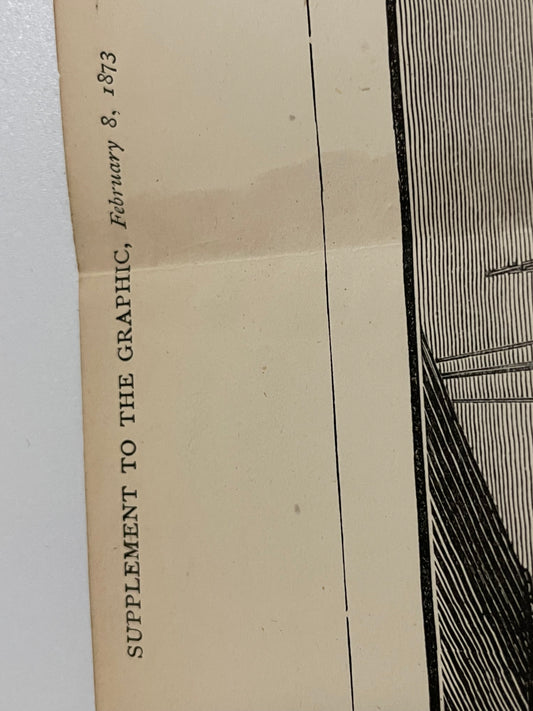 SUPPLEMENT TO THE GRAPHIC, February 8, 1873